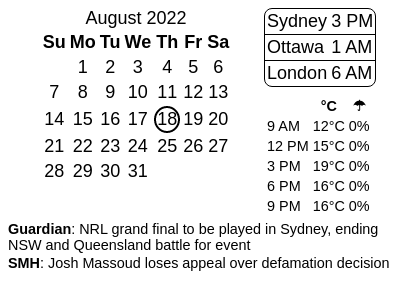 August 2022
Su Mo Tu We Th Fr Sa
1 2 3 4 5 6
7 8 9 10 11 12 13
14 15 16 17 18 19 20
21 22 23 24 25 26 27
28 29 30 31
Sydney 3 PM
Ottawa 1 AM
London 6 AM
°C ☂
9 AM 12°C 0%
12 PM 15°C 0%
3 PM 19°C 0%
6 PM 16°C 0%
9 PM 16°C 0%
Guardian: NRL grand final to be played in Sydney, ending
NSW and Queensland battle for event
SMH: Josh Massoud loses appeal over defamation decision